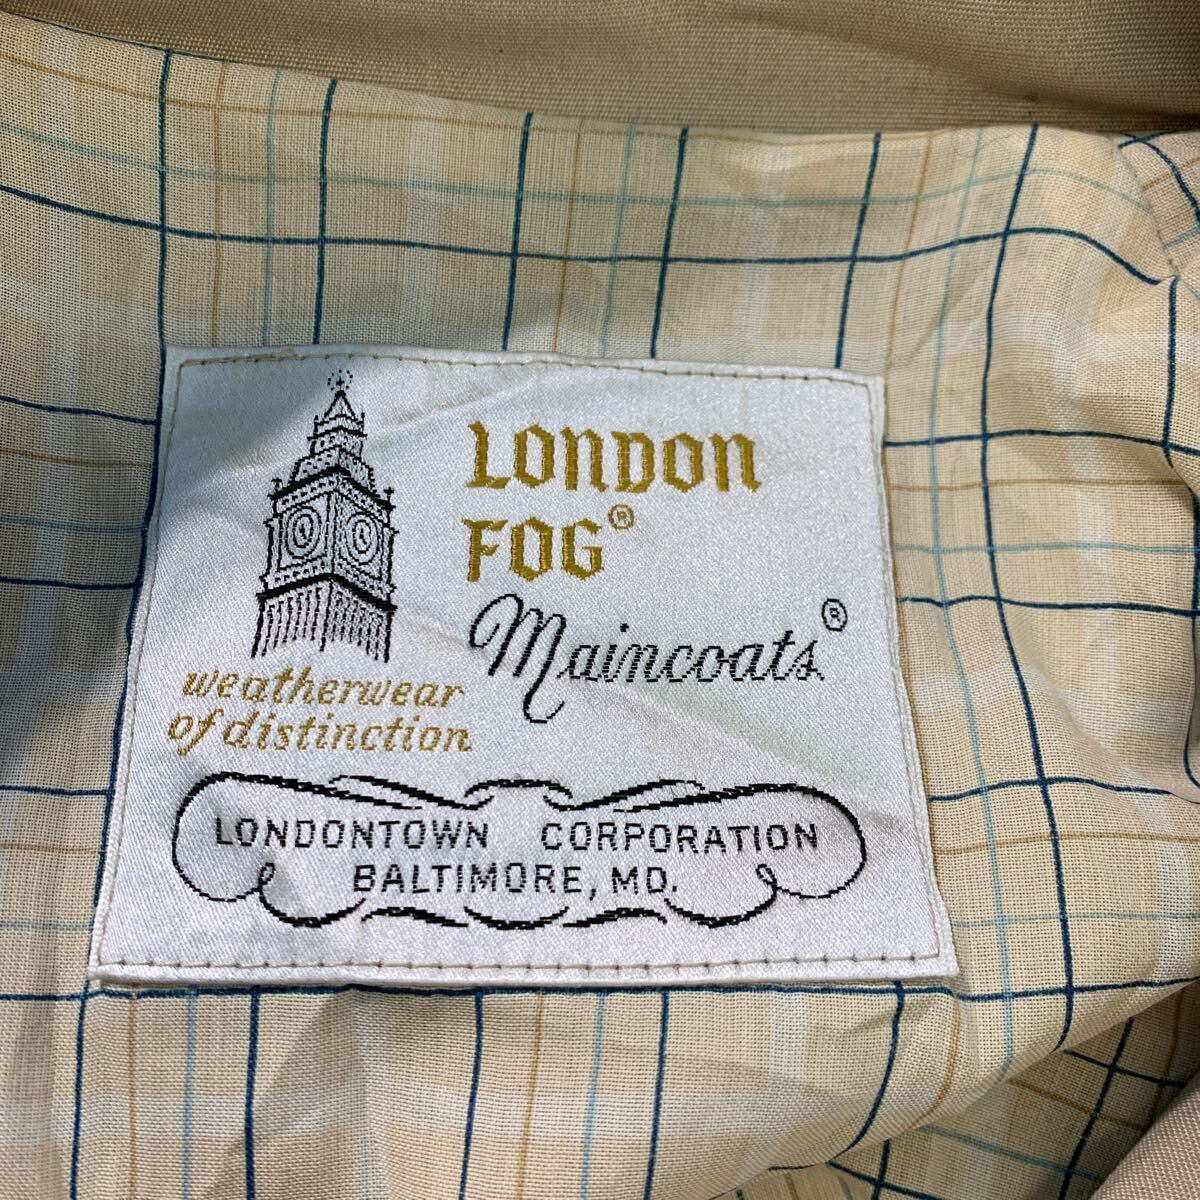 LONDON
FOG®
Maincoats®
weatherwear
of distinction
LONDONTOWN CORPORATION
BALTIMORE, MD.